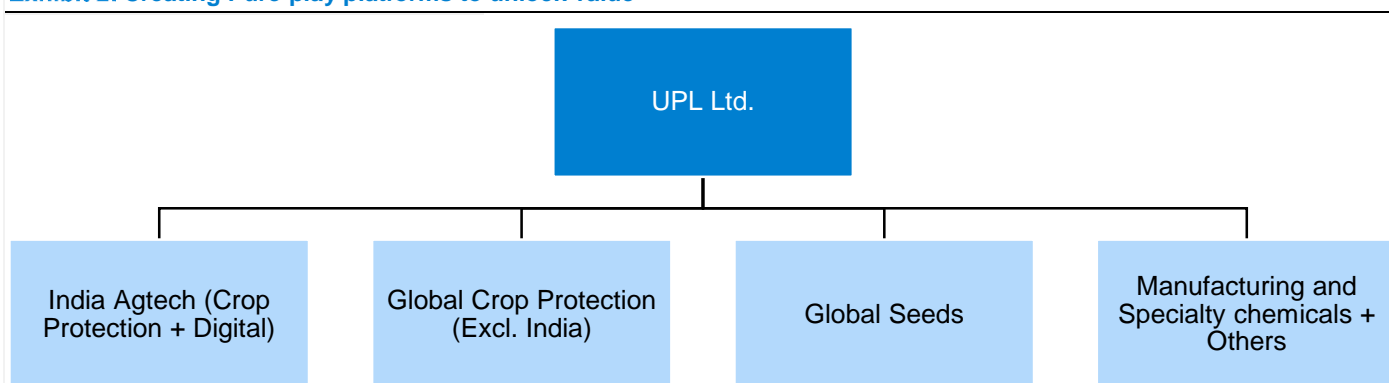 UPL Ltd.
India Agtech (Crop
Protection + Digital)
Global Crop Protection
(Excl. India)
Global Seeds
Manufacturing and
Specialty chemicals +
Others